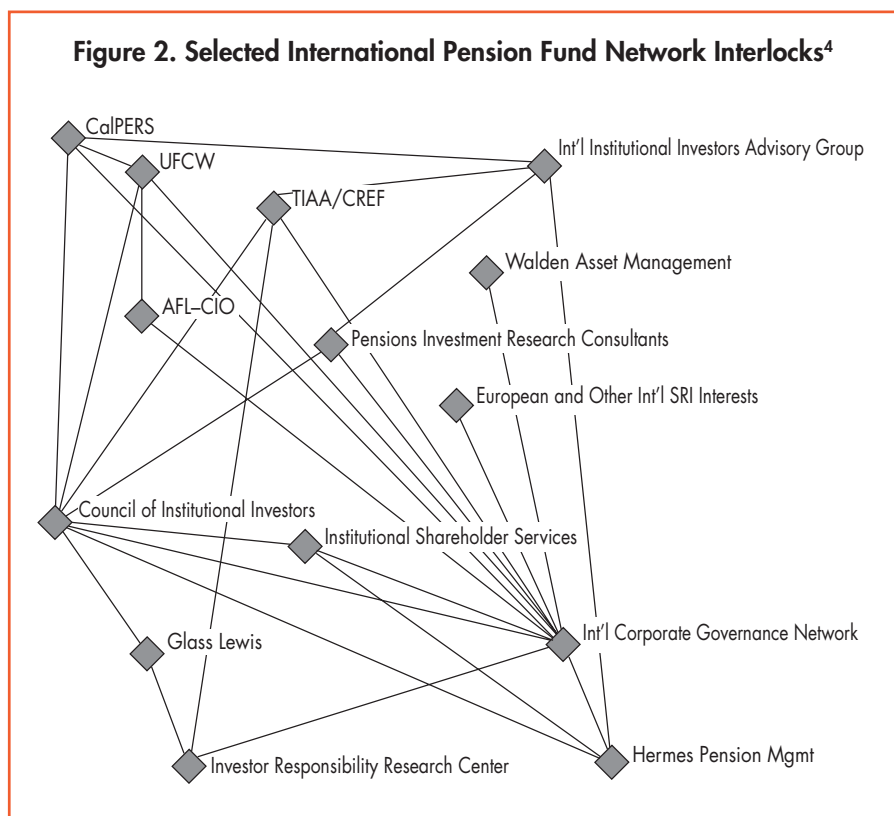 Figure 2. Selected International Pension Fund Network Interlocks4
CalPERS
UFCW
Int'l Institutional Investors Advisory Group
TIAA/CREF
Walden Asset Management
AFL–CIO
Pensions Investment Research Consultants
European and Other Int'l SRI Interests
Council of Institutional Investors
Institutional Shareholder Services
Int'l Corporate Governance Network
Glass Lewis
Hermes Pension Mgmt
Investor Responsibility Research Center